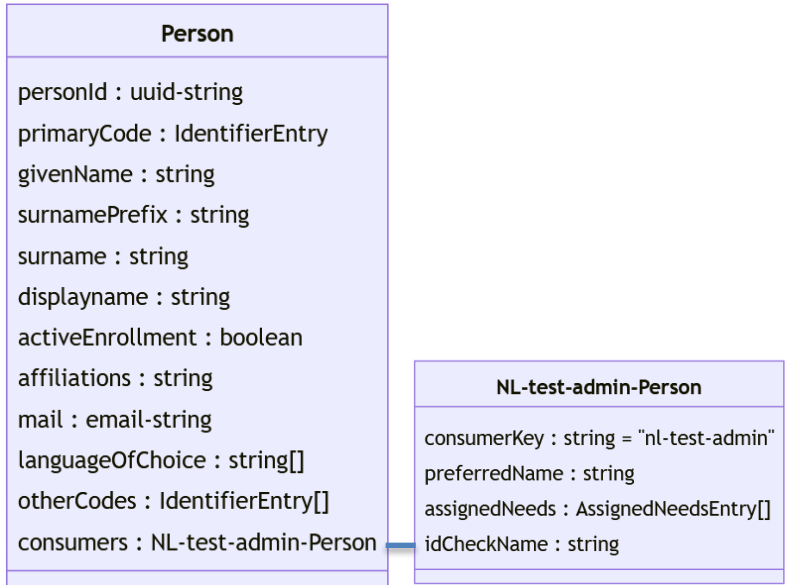 Person
personId : uuid-string
primaryCode : IdentifierEntry
givenName : string
surnamePrefix : string
surname : string
displayname : string
activeEnrollment : boolean
affiliations : string
mail : email-string
languageOfChoice : string[]
otherCodes : IdentifierEntry[]
consumers : NL-test-admin-Person
NL-test-admin-Person
consumerKey : string = "nl-test-admin"
preferredName : string
assignedNeeds : AssignedNeedsEntry[]
idCheckName : string